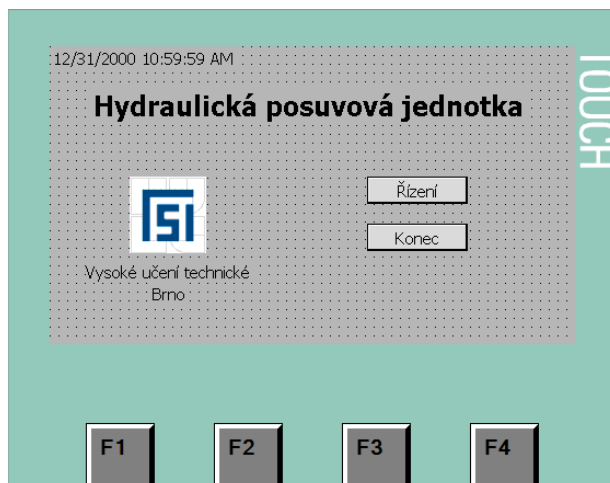 12/31/2000 10:59:59 AM
TOUCH
Hydraulická posuvová jednotka
Řízení
SI
Konec
Vysoké učení technické
Brno
F1 F2 F3 F4